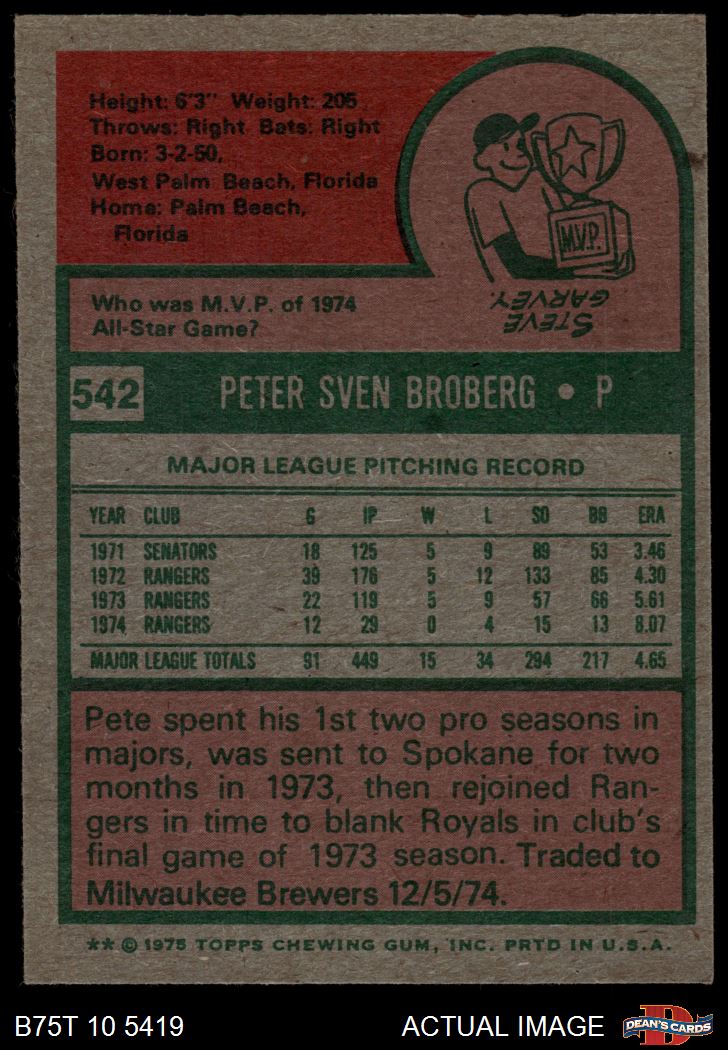 Height: 6'3" Weight: 205
Throws: Right Bats: Right
Born: 3-2-50,
West Palm Beach, Florida
Home: Palm Beach,
Florida
M.V.P.
STEVE
GARVEY.
Who was M.V.P. of 1974
All-Star Game?
542 PETER SVEN BROBERG • P
MAJOR LEAGUE PITCHING RECORD
YEAR CLUB G IP W L SO BB ERA
1971 SENATORS 18 125 5 9 89 53 3.46
1972 RANGERS 39 176 5 12 133 85 4.30
1973 RANGERS 22 119 5 9 57 66 5.61
1974 RANGERS 12 29 0 4 15 13 8.07
MAJOR LEAGUE TOTALS 91 449 15 34 294 217 4.65
Pete spent his 1st two pro seasons in
majors, was sent to Spokane for two
months in 1973, then rejoined Ran-
gers in time to blank Royals in club's
final game of 1973 season. Traded to
Milwaukee Brewers 12/5/74.
** © 1975 TOPPS CHEWING GUM, INC. PRTD IN U.S.A.
B75T 10 5419 ACTUAL IMAGE
D
DEAN'S CARDS